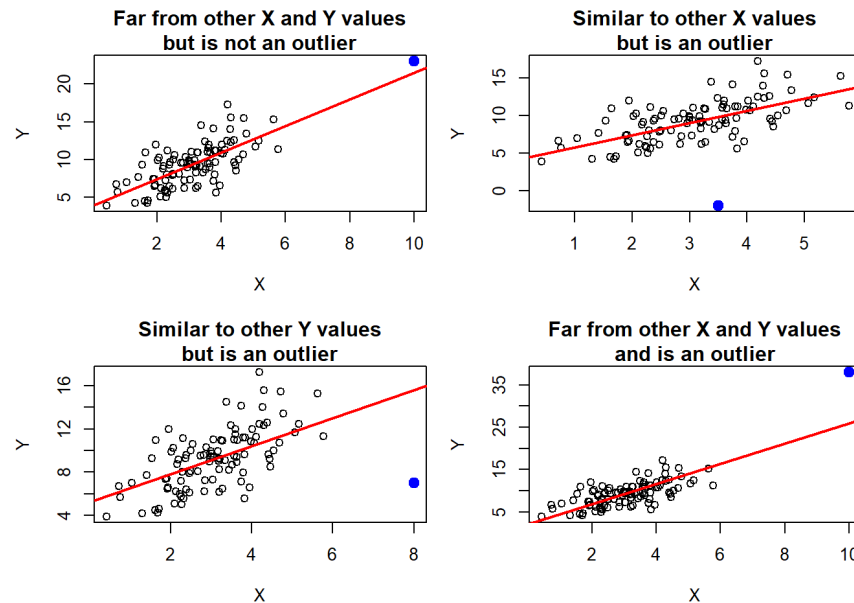 Far from other X and Y values
but is not an outlier
Y
5 10 15 20
2 4 6 8 10
X
Similar to other X values
but is an outlier
Y
0 5 10 15
1 2 3 4 5
X
Similar to other Y values
but is an outlier
Y
4 8 12 16
2 4 6 8
X
Far from other X and Y values
and is an outlier
Y
5 15 25 35
2 4 6 8 10
X